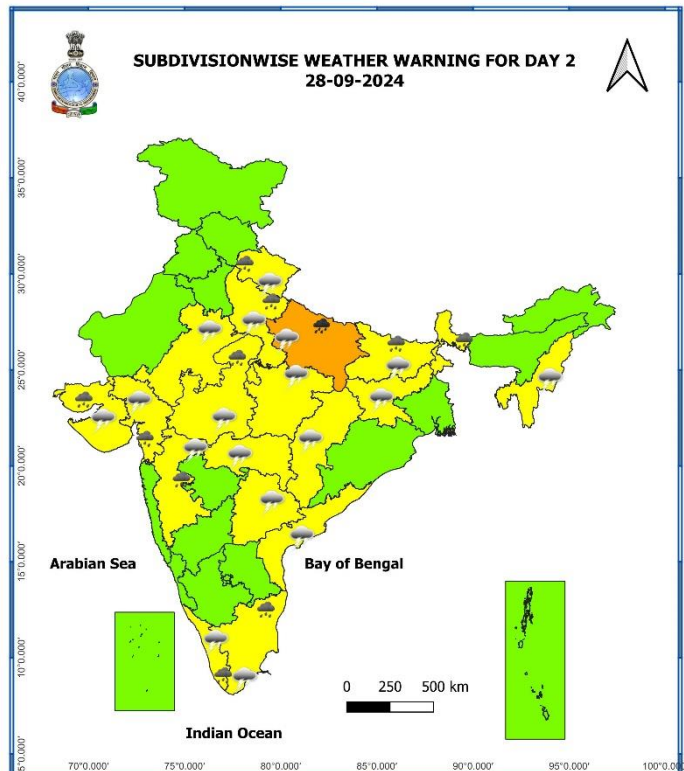 SUBDIVISIONWISE WEATHER WARNING FOR DAY 2
28-09-2024
40°0.000'
35°0.000'
30°0.000'
25°0.000'
20°0.000'
15°0.000'
10°0.000'
5°0.000'
Arabian Sea
Bay of Bengal
0 250 500 km
Indian Ocean
70°0.000' 75°0.000' 80°0.000' 85°0.000' 90°0.000' 95°0.000' 100°0.000'